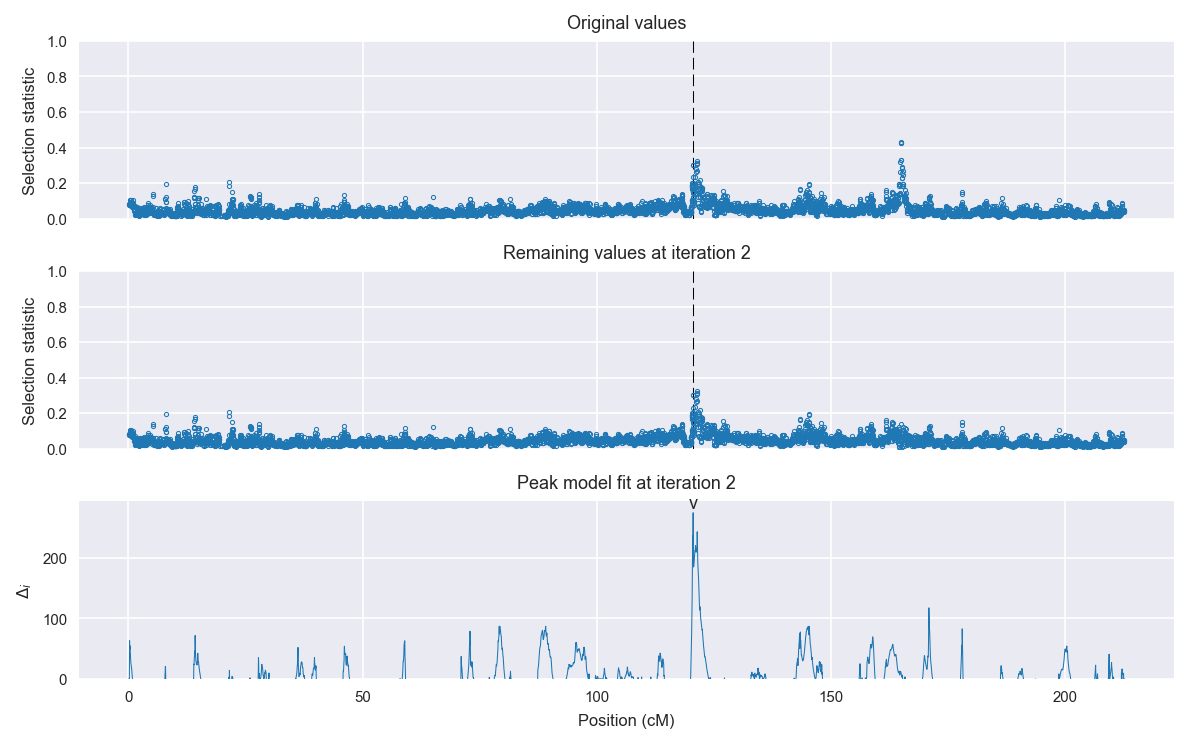 Original values
1.0
0.8
0.6
0.4
0.2
0.0
Selection statistic
Remaining values at iteration 2
1.0
0.8
0.6
0.4
0.2
0.0
Selection statistic
Peak model fit at iteration 2
v
200
100
0
Δi
0 50 100 150 200
Position (cM)